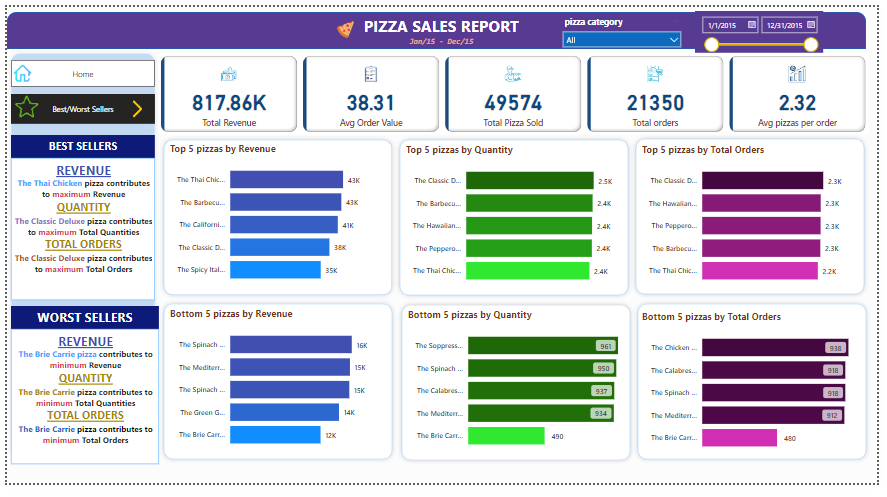 PIZZA SALES REPORT
Jan/15 - Dec/15
pizza category
All
1/1/2015
12/31/2015
Home
Best/Worst Sellers
817.86K
Total Revenue
38.31
Avg Order Value
49574
Total Pizza Sold
21350
Total orders
2.32
Avg pizzas per order
BEST SELLERS
REVENUE
The Thai Chicken pizza contributes
to maximum Revenue
QUANTITY
The Classic Deluxe pizza contributes
to maximum Total Quantities
TOTAL ORDERS
The Classic Deluxe pizza contributes
to maximum Total Orders
WORST SELLERS
REVENUE
The Brie Carrie pizza contributes to
minimum Revenue
QUANTITY
The Brie Carrie pizza contributes to
minimum Total Quantities
TOTAL ORDERS
The Brie Carrie pizza contributes to
minimum Total Orders
Top 5 pizzas by Revenue
The Thai Chic... 43K
The Barbecu... 43K
The Californi... 41K
The Classic D... 38K
The Spicy Ital... 35K
Top 5 pizzas by Quantity
The Classic D... 2.5K
The Barbecu... 2.4K
The Hawaiian... 2.4K
The Peppero... 2.4K
The Thai Chic... 2.4K
Top 5 pizzas by Total Orders
The Classic D... 2.3K
The Hawaiian... 2.3K
The Peppero... 2.3K
The Barbecu... 2.3K
The Thai Chic... 2.2K
Bottom 5 pizzas by Revenue
The Spinach ... 16K
The Mediterr... 15K
The Spinach ... 15K
The Green G... 14K
The Brie Carr... 12K
Bottom 5 pizzas by Quantity
The Soppress... 961
The Spinach ... 950
The Calabres... 937
The Mediterr... 934
The Brie Carr... 490
Bottom 5 pizzas by Total Orders
The Chicken ... 938
The Calabres... 918
The Spinach ... 918
The Mediterr... 912
The Brie Carr... 480